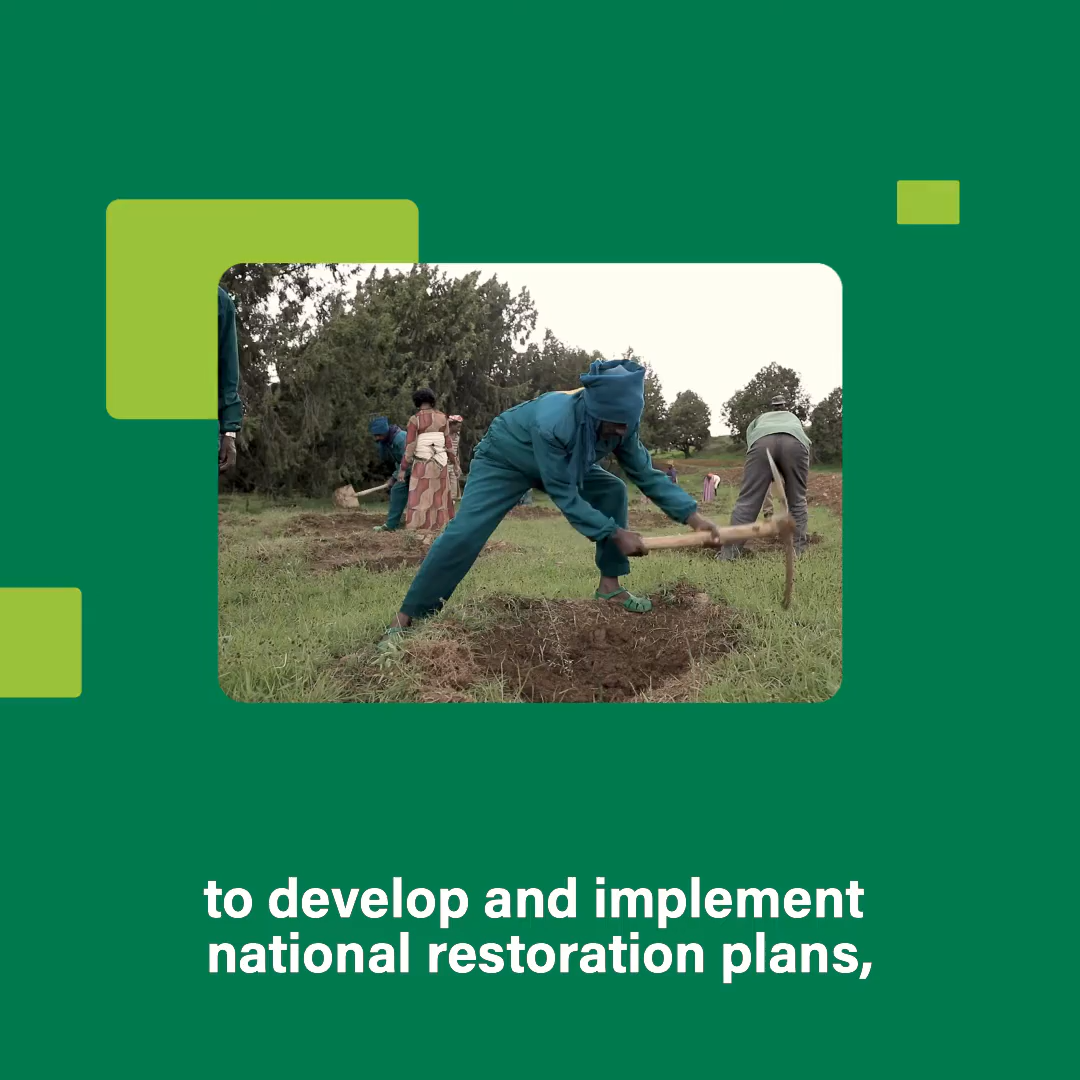 to develop and implement
national restoration plans,